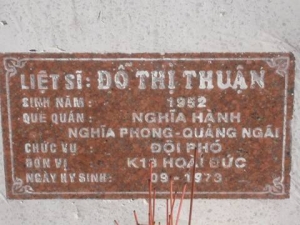 LIỆT SĨ: ĐỖ THỊ THUẬN
SINH NĂM : 1952
QUÊ QUÁN : NGHĨA HÀNH
NGHĨA PHONG - QUẢNG NGÃI
CHỨC VỤ : ĐỘI PHÓ
ĐƠN VỊ : K13 HOÀI ĐỨC
NGÀY HY SINH: 09 - 1973